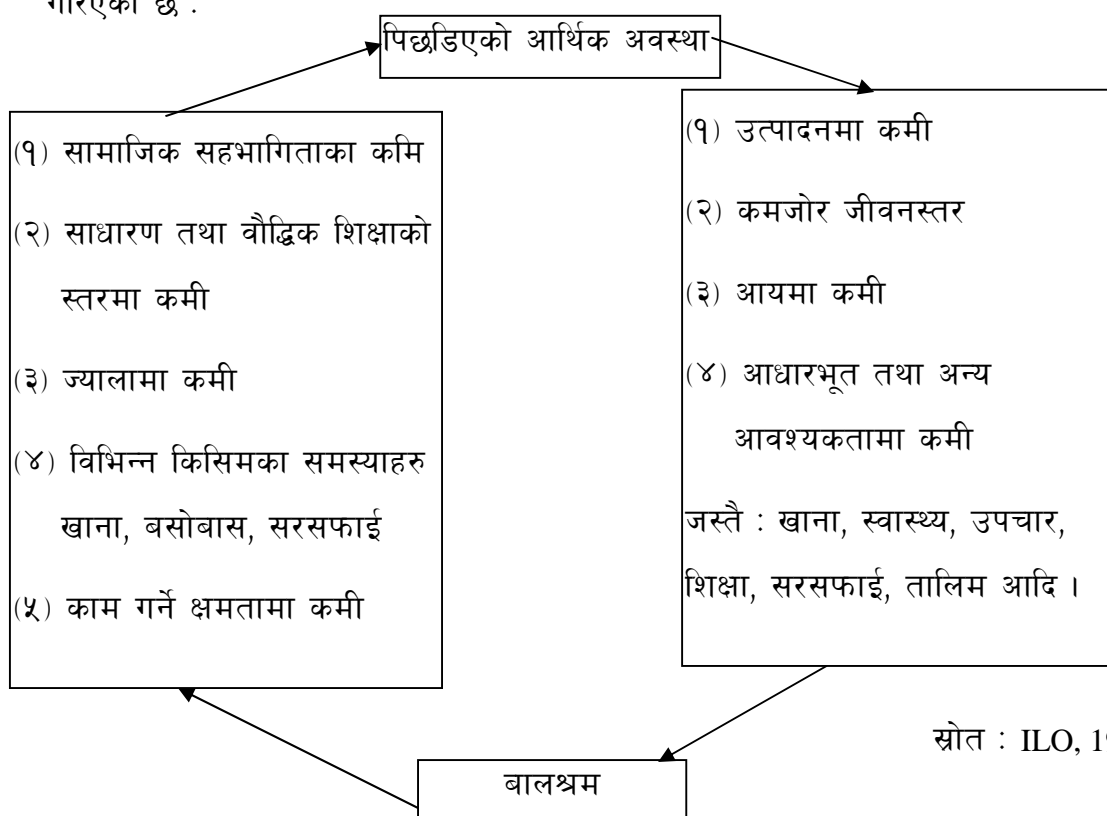 गरिएको छ :
पिछडिएको आर्थिक अवस्था
(१) सामाजिक सहभागिताका कमि
(२) साधारण तथा वौद्धिक शिक्षाको
स्तरमा कमी
(३) ज्यालामा कमी
(४) विभिन्न किसिमका समस्याहरु
खाना, बसोबास, सरसफाई
(५) काम गर्ने क्षमतामा कमी
(१) उत्पादनमा कमी
(२) कमजोर जीवनस्तर
(३) आयमा कमी
(४) आधारभूत तथा अन्य
आवश्यकतामा कमी
जस्तै : खाना, स्वास्थ्य, उपचार,
शिक्षा, सरसफाई, तालिम आदि ।
स्रोत : ILO,
बालश्रम